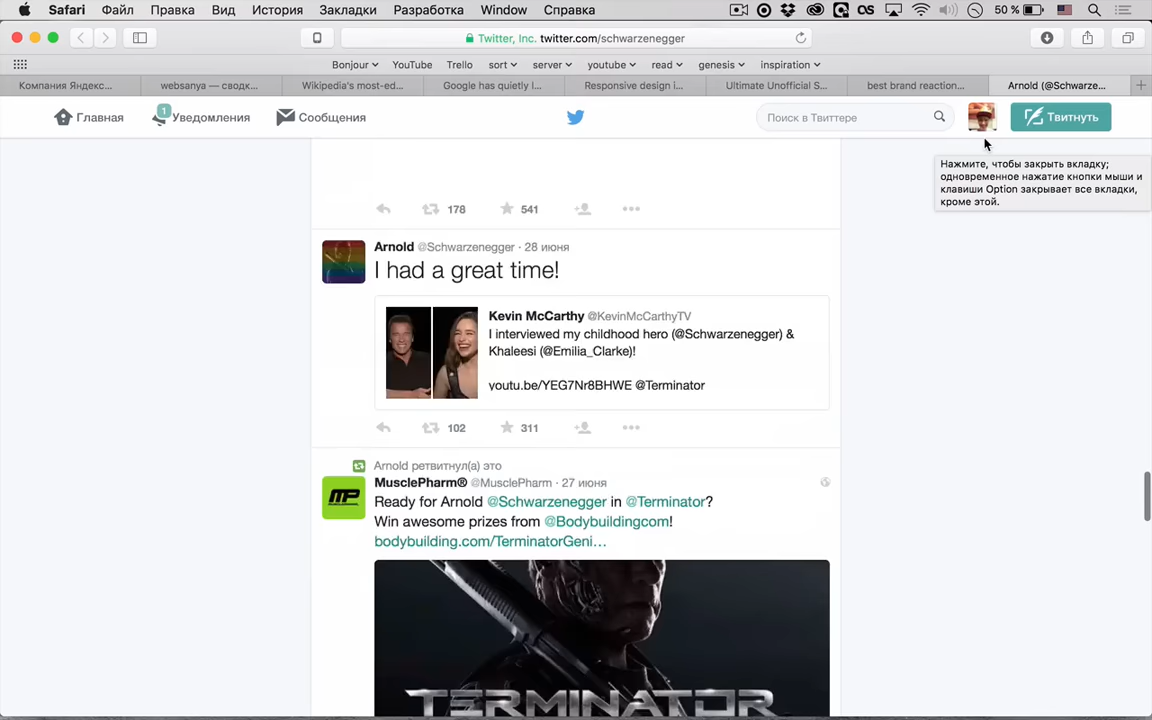 Safari Файл Правка Вид История Закладки Разработка Window Справка 50 %
Twitter, Inc. twitter.com/schwarzenegger
Bonjour YouTube Trello sort server youtube read genesis inspiration
Компания Яндекс... websanya — сводк... Wikipedia's most-ed... Google has quietly l... Responsive design i... Ultimate Unofficial S... best brand reaction... Arnold (@Schwarze...
Главная 1 Уведомления Сообщения Поиск в Твиттере Твитнуть
Нажмите, чтобы закрыть вкладку;
одновременное нажатие кнопки мыши и
клавиши Option закрывает все вкладки,
кроме этой.
178 541
Arnold @Schwarzenegger · 28 июня
I had a great time!
Kevin McCarthy @KevinMcCarthyTV
I interviewed my childhood hero (@Schwarzenegger) &
Khaleesi (@Emilia_Clarke)!
youtu.be/YEG7Nr8BHWE @Terminator
102 311
Arnold ретвитнул(а) это
MusclePharm® @MusclePharm · 27 июня
MP
Ready for Arnold @Schwarzenegger in @Terminator?
Win awesome prizes from @Bodybuildingcom!
bodybuilding.com/TerminatorGeni...
TERMINATOR